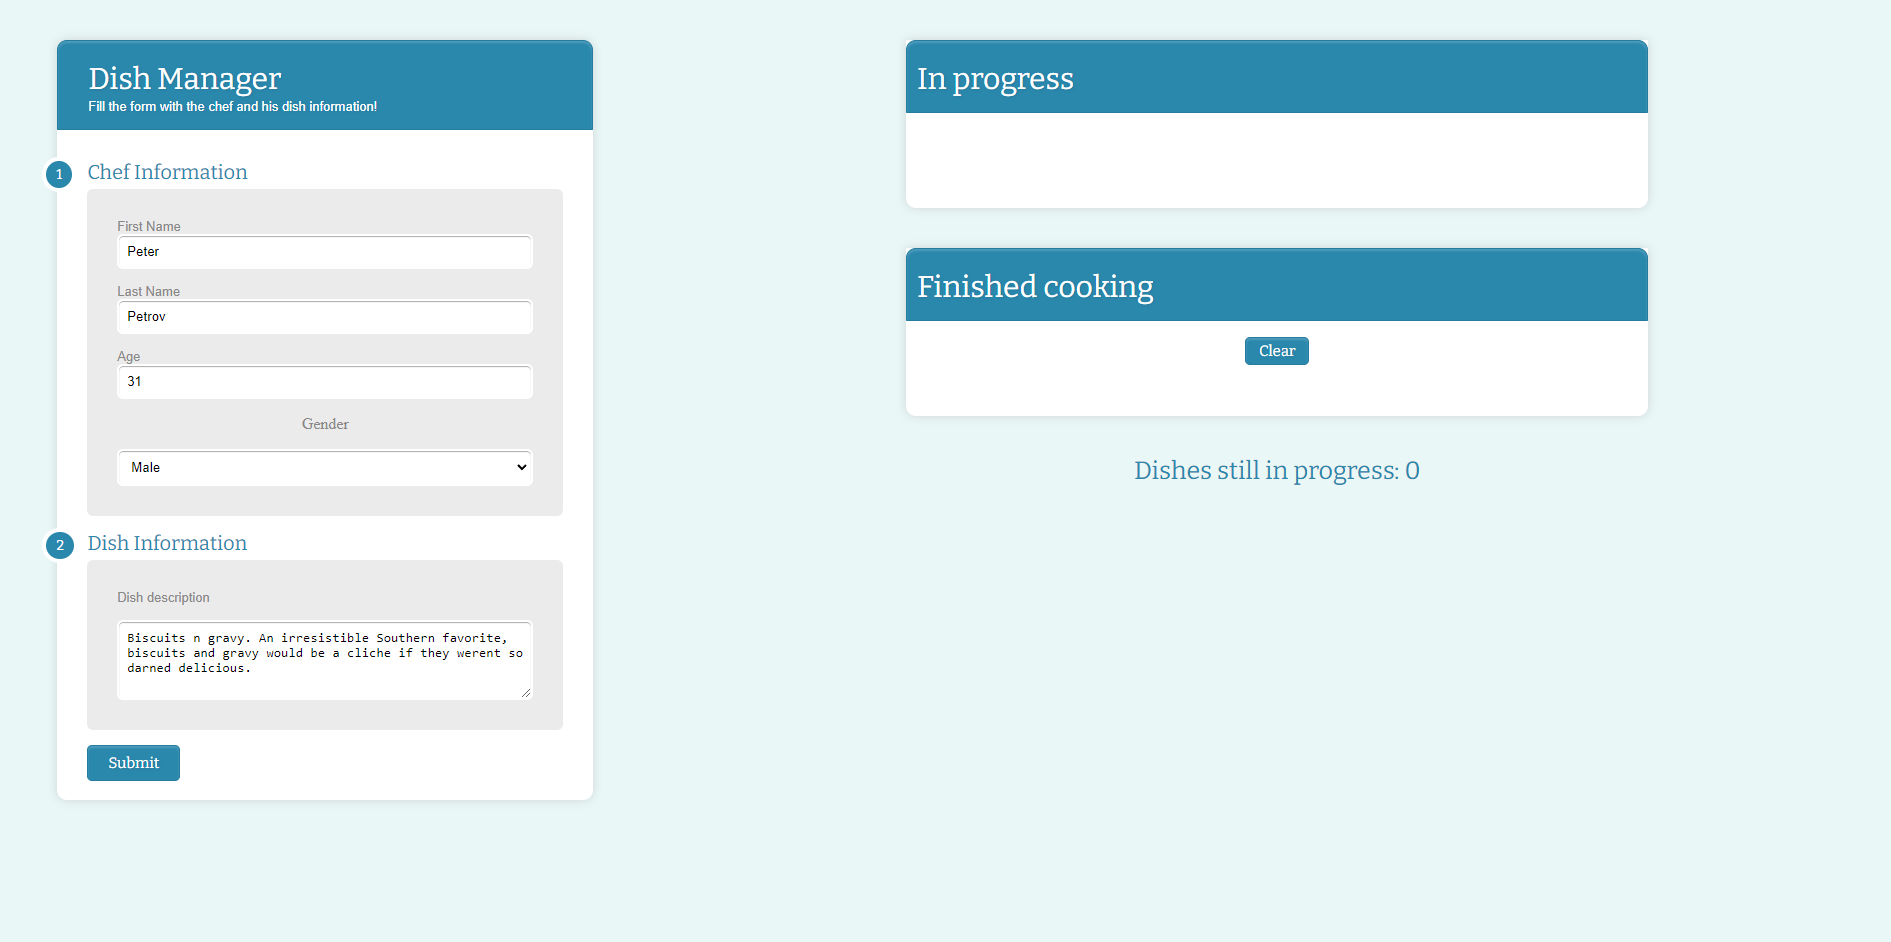 Dish Manager
Fill the form with the chef and his dish information!
1
Chef Information
First Name
Peter
Last Name
Petrov
Age
31
Gender
Male
2
Dish Information
Dish description
Biscuits n gravy. An irresistible Southern favorite,
biscuits and gravy would be a cliche if they werent so
darned delicious.
Submit
In progress
Finished cooking
Clear
Dishes still in progress: 0